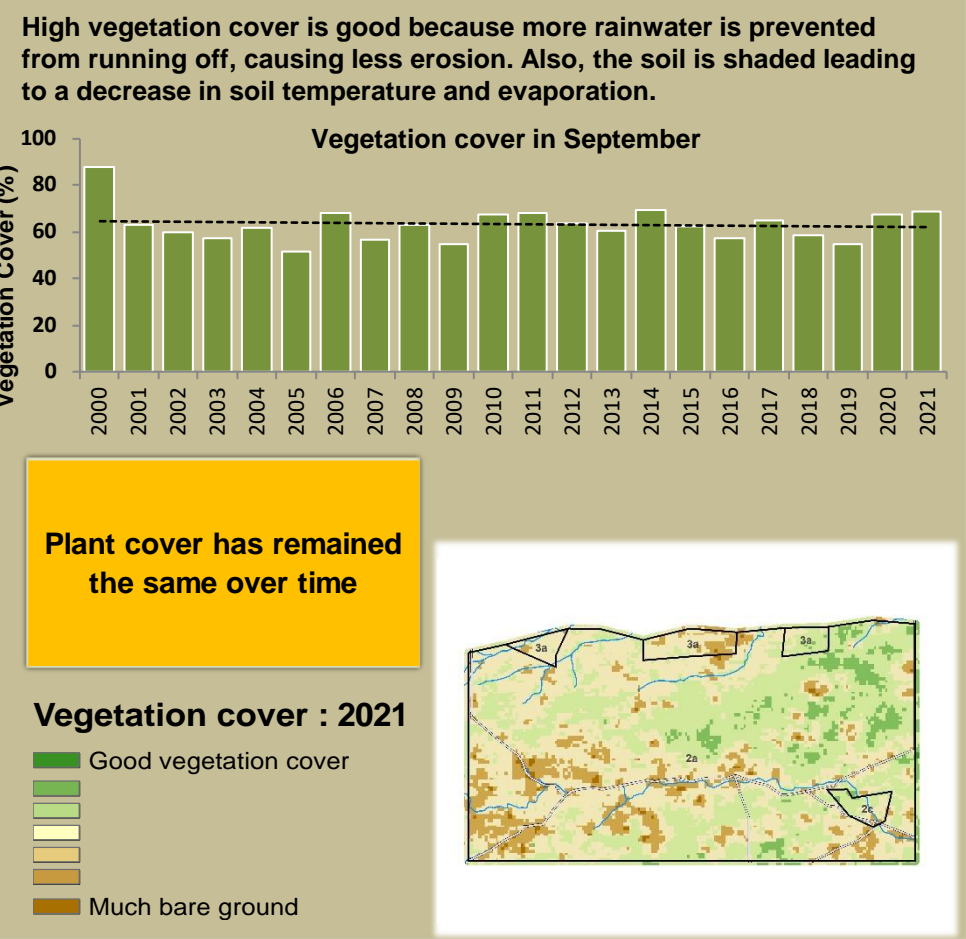 High vegetation cover is good because more rainwater is prevented
from running off, causing less erosion. Also, the soil is shaded leading
to a decrease in soil temperature and evaporation.
Vegetation cover in September
Vegetation Cover (%)
100
80
60
40
20
0
2000 2001 2002 2003 2004 2005 2006 2007 2008 2009 2010 2011 2012 2013 2014 2015 2016 2017 2018 2019 2020 2021
Plant cover has remained
the same over time
Vegetation cover : 2021
Good vegetation cover
Much bare ground
3a 3a 3a
2a
2c